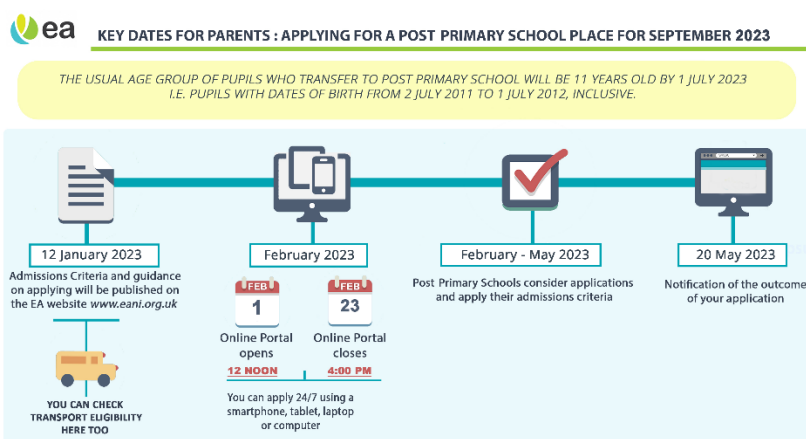 ea
KEY DATES FOR PARENTS : APPLYING FOR A POST PRIMARY SCHOOL PLACE FOR SEPTEMBER 2023
THE USUAL AGE GROUP OF PUPILS WHO TRANSFER TO POST PRIMARY SCHOOL WILL BE 11 YEARS OLD BY 1 JULY 2023
I.E. PUPILS WITH DATES OF BIRTH FROM 2 JULY 2011 TO 1 JULY 2012, INCLUSIVE.
12 January 2023
Admissions Criteria and guidance
on applying will be published on
the EA website www.eani.org.uk
YOU CAN CHECK
TRANSPORT ELIGIBILITY
HERE TOO
February 2023
FEB
1
Online Portal
opens
12 NOON
FEB
23
Online Portal
closes
4:00 PM
You can apply 24/7 using a
smartphone, tablet, laptop
or computer
February - May 2023
Post Primary Schools consider applications
and apply their admissions criteria
20 May 2023
Notification of the outcome
of your application